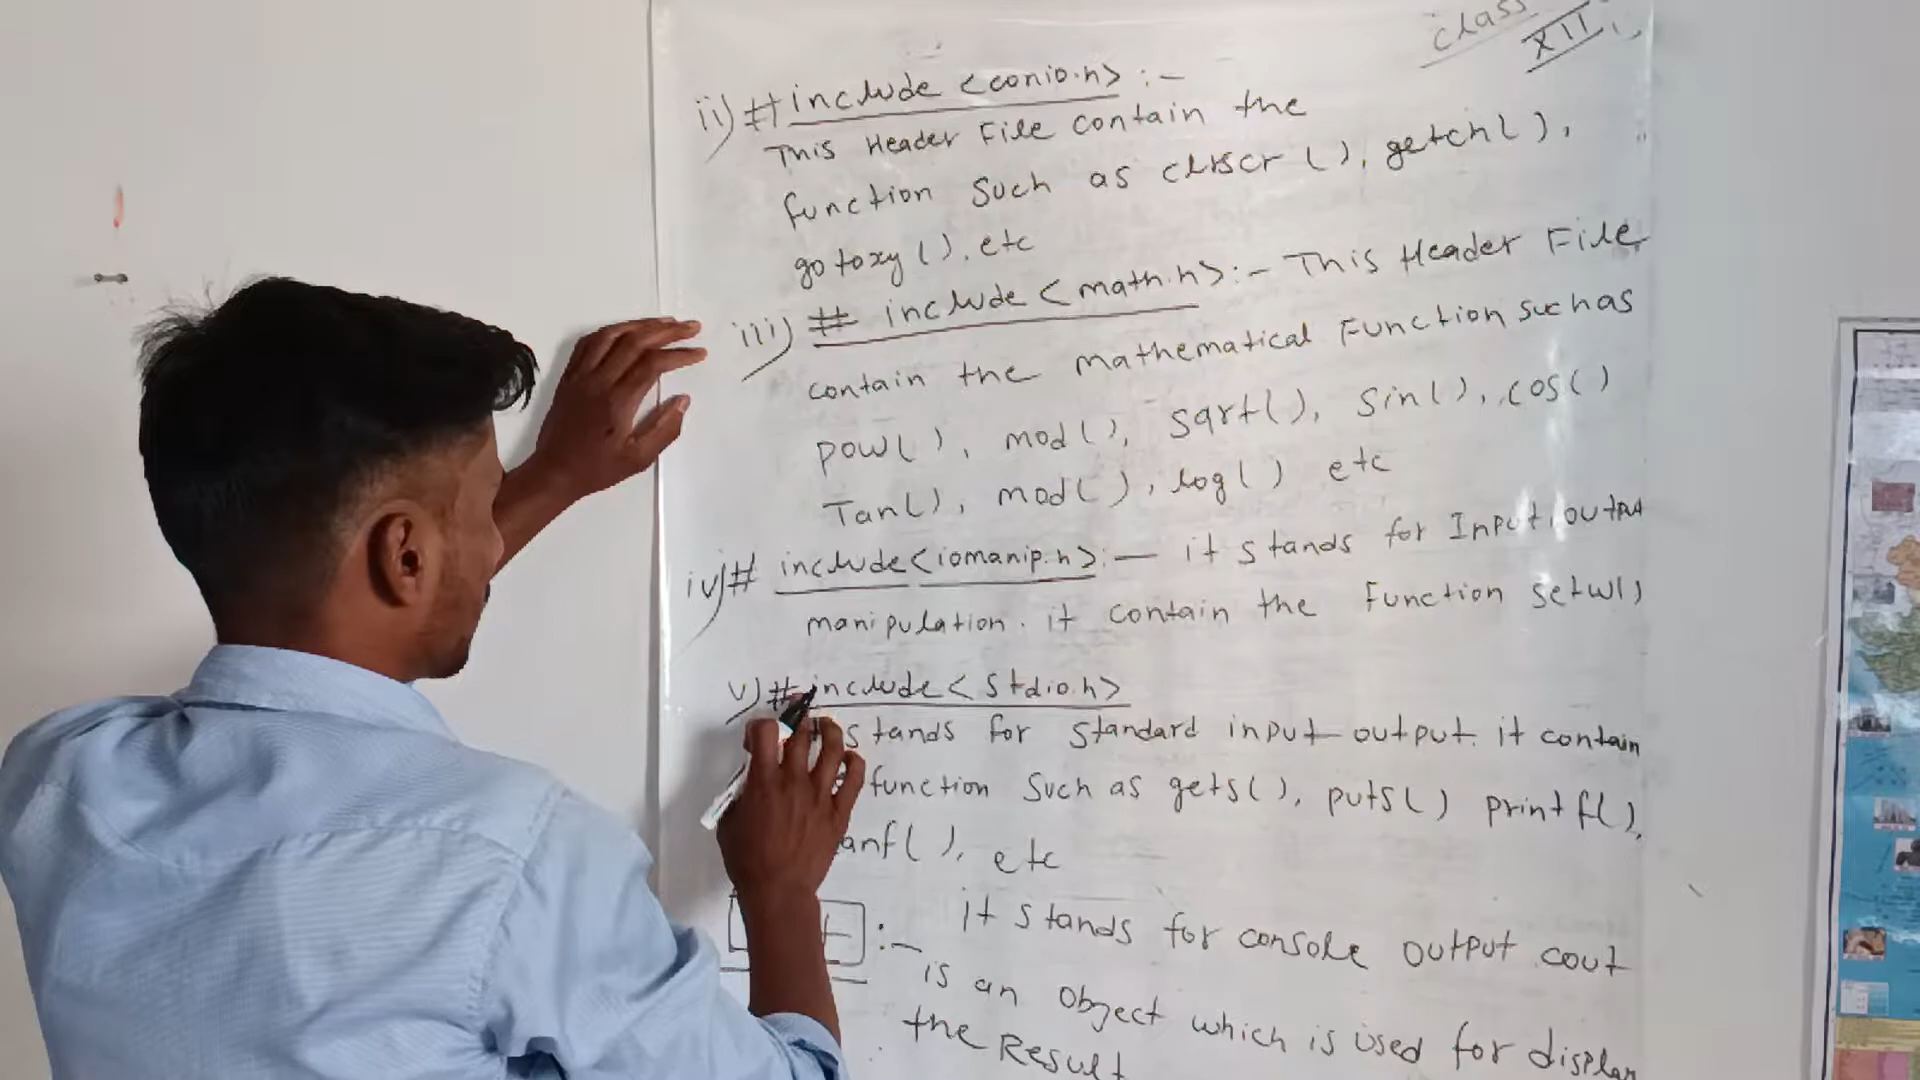 class
XII
ii) #include <conio.h> :-
This Header File contain the
function such as clrscr (), getch(),
gotoxy (), etc
iii) # include <math.h> :- This Header File
contain the mathematical Function such as
pow(), mod(), sqrt(), sin(), cos()
Tan(), mod(), log() etc
iv) # include<iomanip.h> :- it stands for Input output
manipulation. it contain the Function setw()
v) #include< stdio.h>
stands for standard input output. it contain
function such as gets(), puts() printf(),
anf(), etc
:- It stands for console output cout
is an object which is used for display
the Result